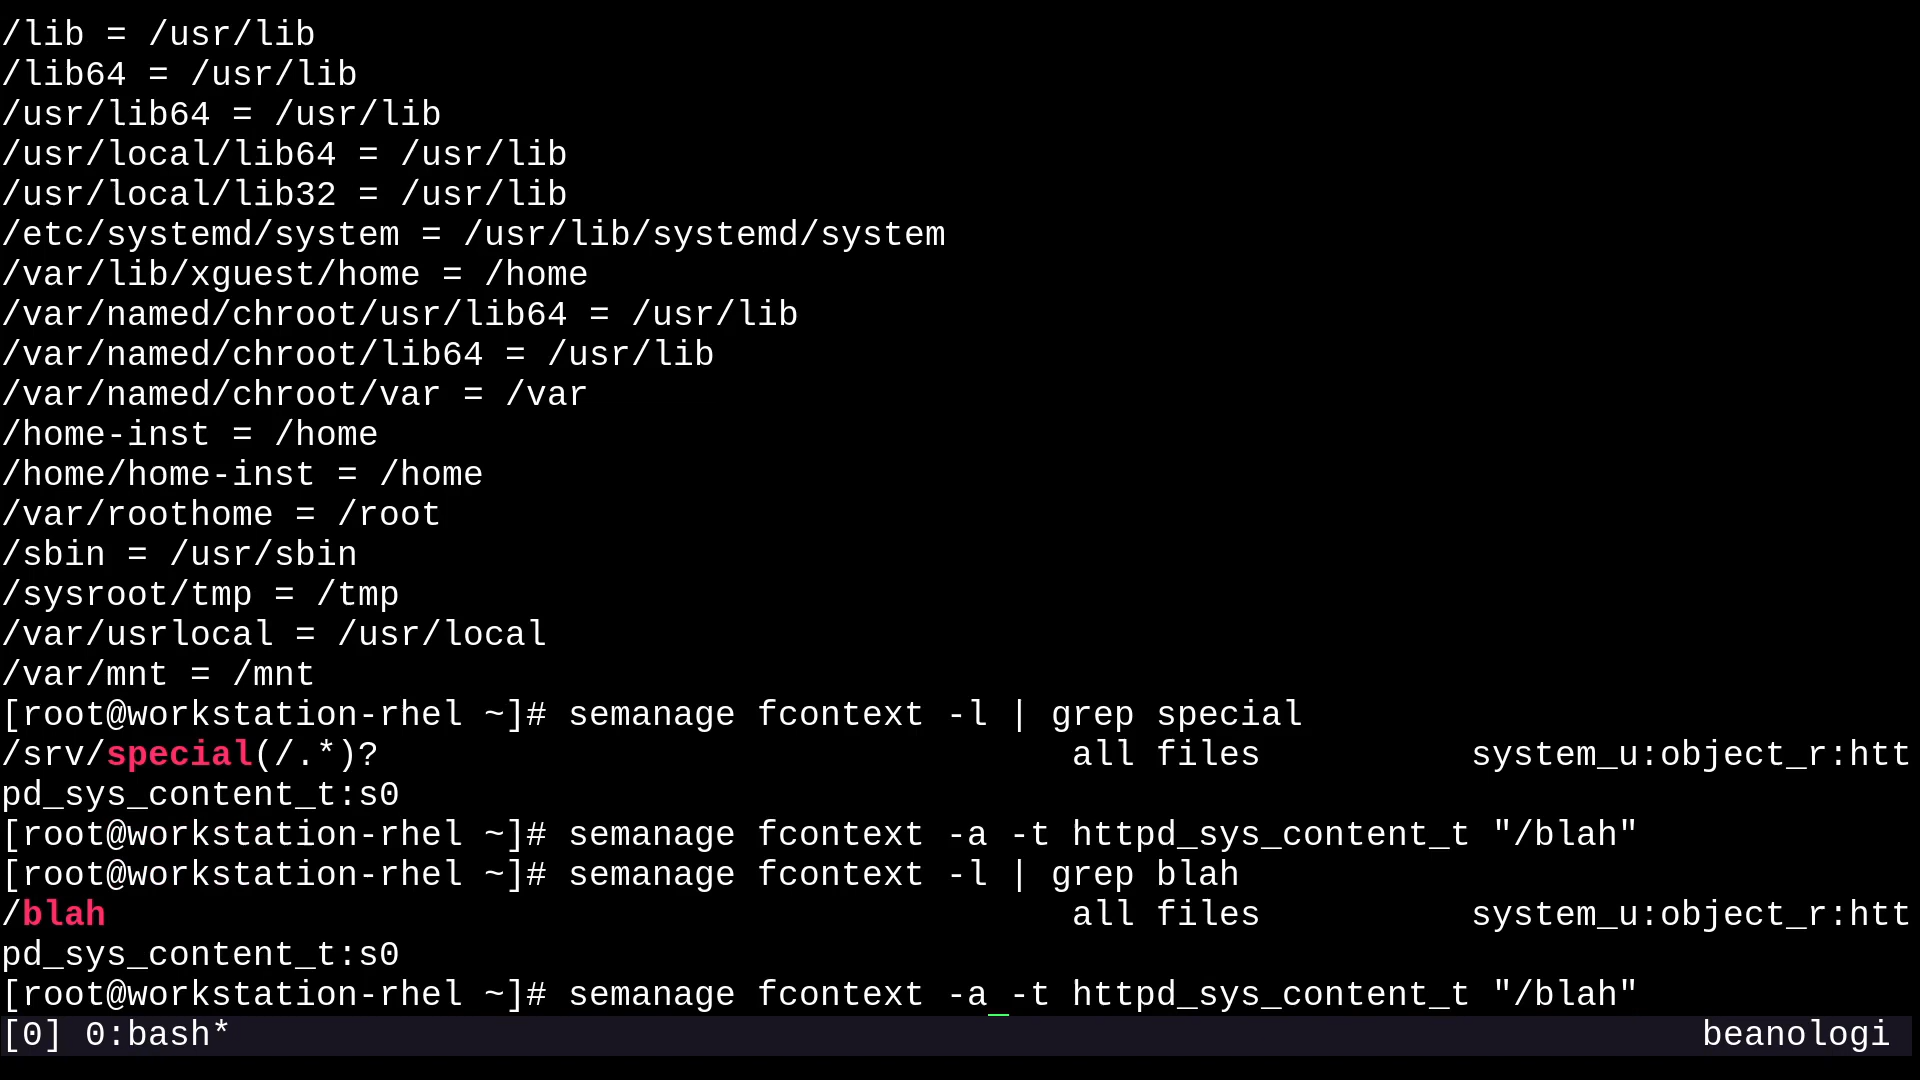 /lib = /usr/lib
/lib64 = /usr/lib
/usr/lib64 = /usr/lib
/usr/local/lib64 = /usr/lib
/usr/local/lib32 = /usr/lib
/etc/systemd/system = /usr/lib/systemd/system
/var/lib/xguest/home = /home
/var/named/chroot/usr/lib64 = /usr/lib
/var/named/chroot/lib64 = /usr/lib
/var/named/chroot/var = /var
/home-inst = /home
/home/home-inst = /home
/var/roothome = /root
/sbin = /usr/sbin
/sysroot/tmp = /tmp
/var/usrlocal = /usr/local
/var/mnt = /mnt
[root@workstation-rhel ~]# semanage fcontext -l | grep special
/srv/special(/.*)?                                 all files          system_u:object_r:htt
pd_sys_content_t:s0
[root@workstation-rhel ~]# semanage fcontext -a -t httpd_sys_content_t "/blah"
[root@workstation-rhel ~]# semanage fcontext -l | grep blah
/blah                                              all files          system_u:object_r:htt
pd_sys_content_t:s0
[root@workstation-rhel ~]# semanage fcontext -a -t httpd_sys_content_t "/blah"
[0] 0:bash*                                                                      beanologi